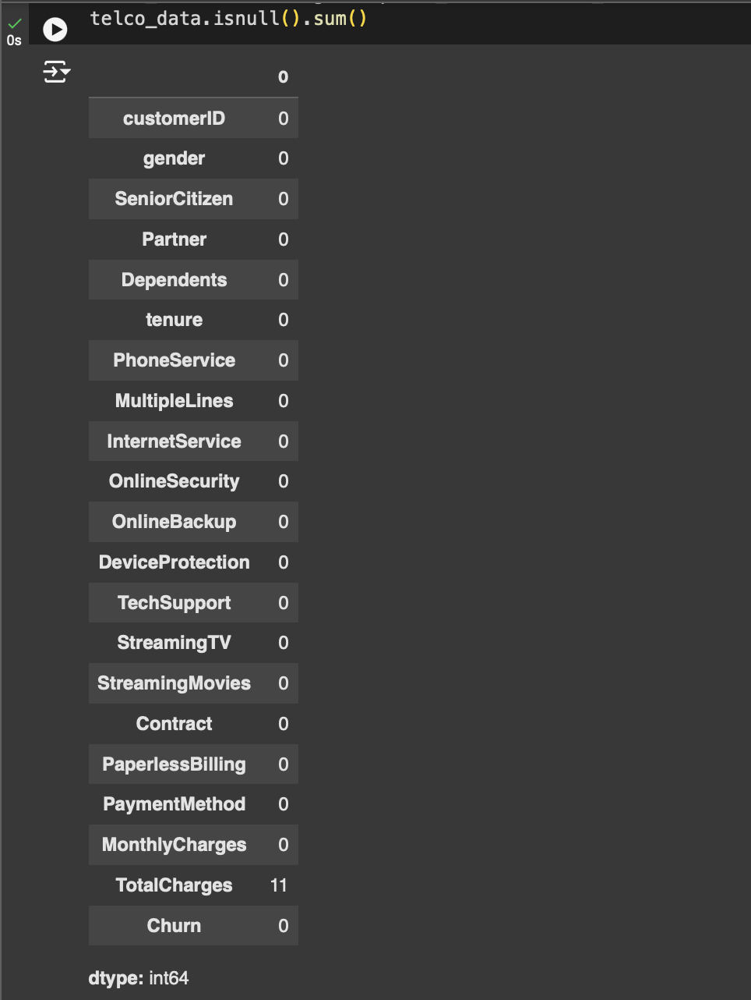 telco_data.isnull().sum()
0s
0
customerID 0
gender 0
SeniorCitizen 0
Partner 0
Dependents 0
tenure 0
PhoneService 0
MultipleLines 0
InternetService 0
OnlineSecurity 0
OnlineBackup 0
DeviceProtection 0
TechSupport 0
StreamingTV 0
StreamingMovies 0
Contract 0
PaperlessBilling 0
PaymentMethod 0
MonthlyCharges 0
TotalCharges 11
Churn 0
dtype: int64